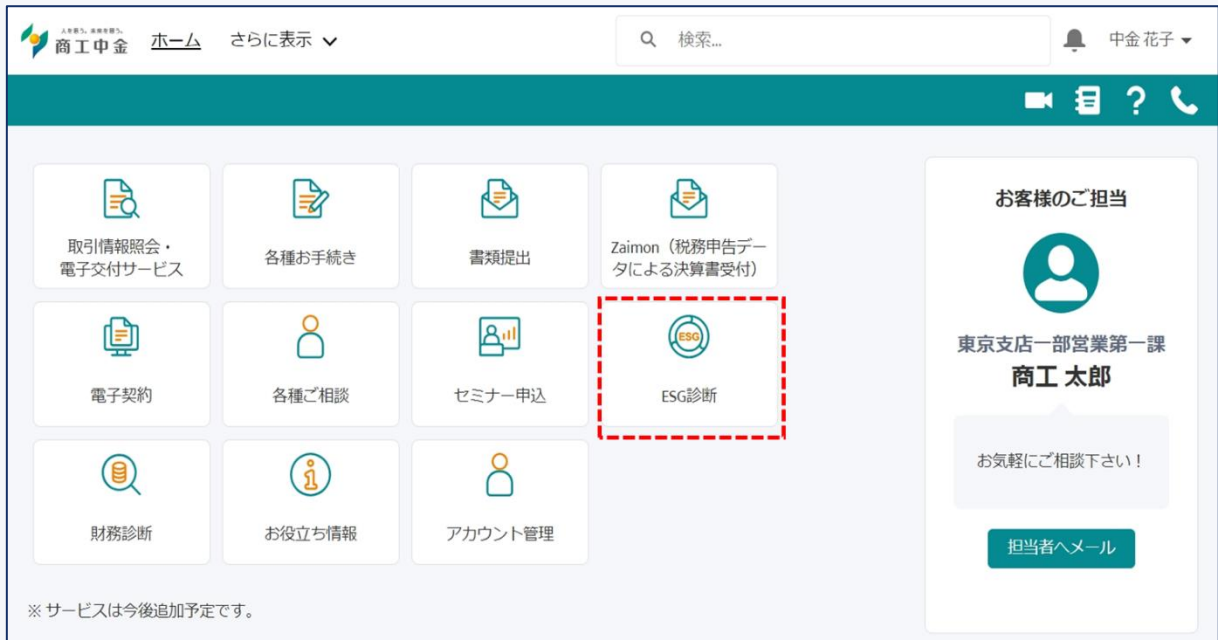 人を思う。未来を想う。
商工中金
ホーム
さらに表示
検索...
中金 花子
取引情報照会・
電子交付サービス
各種お手続き
書類提出
Zaimon（税務申告デー
タによる決算書受付）
電子契約
各種ご相談
セミナー申込
ESG
ESG診断
財務診断
お役立ち情報
アカウント管理
※ サービスは今後追加予定です。
お客様のご担当
東京支店一部営業第一課
商工 太郎
お気軽にご相談下さい！
担当者へメール